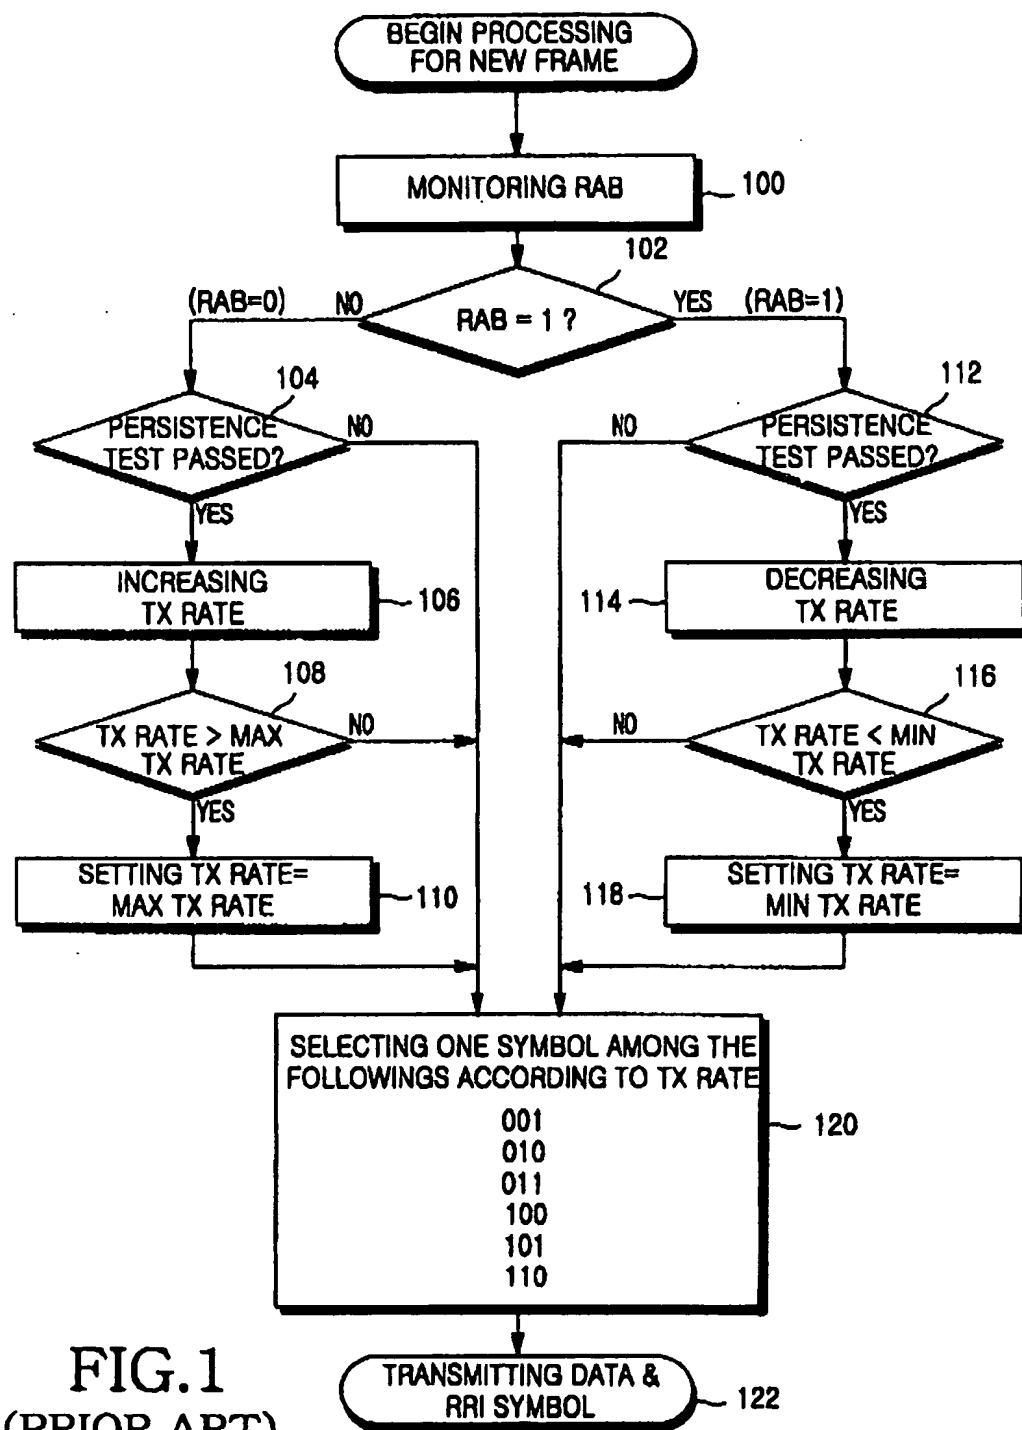 BEGIN PROCESSING
FOR NEW FRAME
MONITORING RAB
100
102
(RAB=0)
NO
RAB = 1 ?
YES
(RAB=1)
104
PERSISTENCE
TEST PASSED?
NO
YES
112
NO
PERSISTENCE
TEST PASSED?
YES
INCREASING
TX RATE
106
114
DECREASING
TX RATE
108
TX RATE > MAX
TX RATE
NO
YES
116
NO
TX RATE < MIN
TX RATE
YES
SETTING TX RATE=
MAX TX RATE
110
118
SETTING TX RATE=
MIN TX RATE
SELECTING ONE SYMBOL AMONG THE
FOLLOWINGS ACCORDING TO TX RATE
001
010
011
100
101
110
120
TRANSMITTING DATA &
RRI SYMBOL
122
FIG.1
(PRIOR ART)